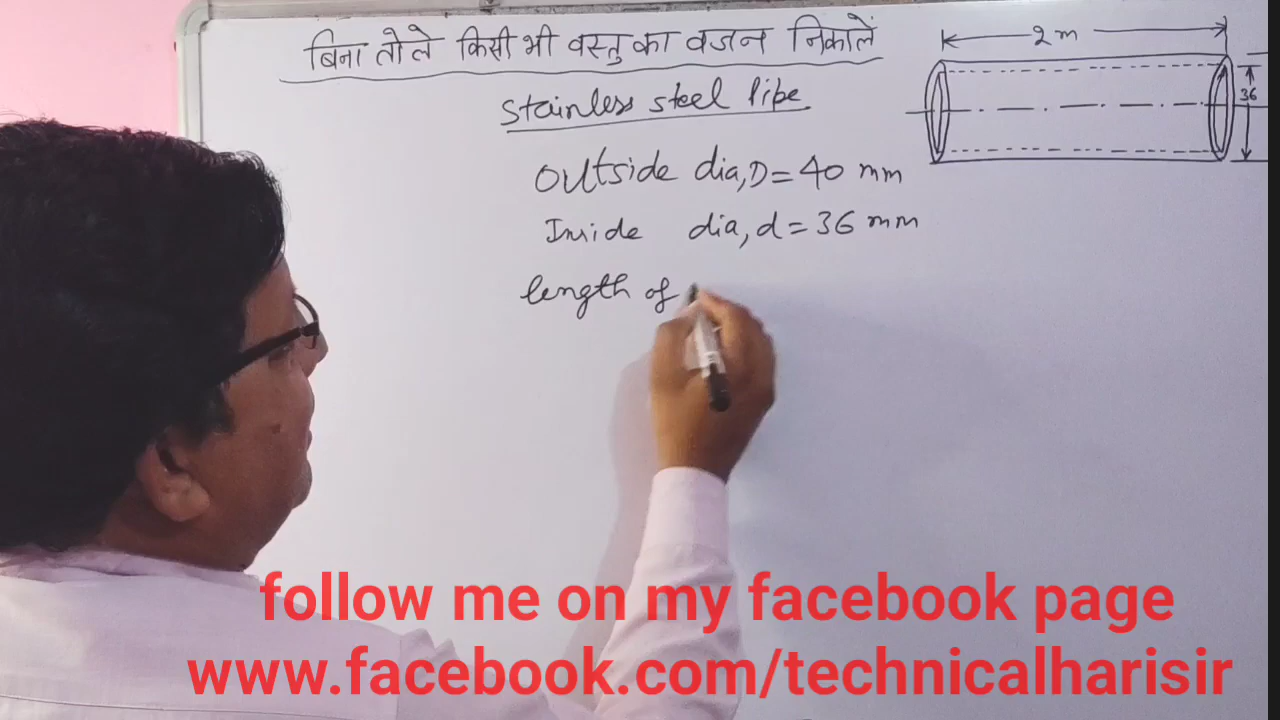 बिना तोले किसी भी वस्तु का वजन निकालें
Stainless steel Pipe
2 m
36
Outside dia, D = 40 mm
Inside dia, d = 36 mm
length of
follow me on my facebook page
www.facebook.com/technicalharisir